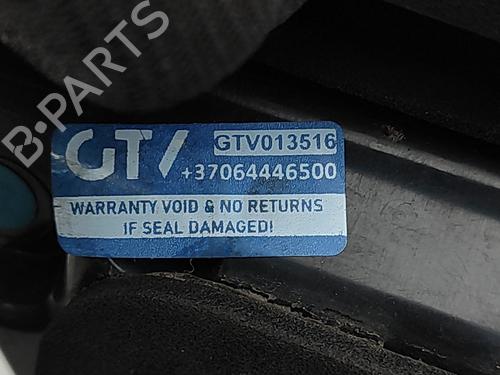 B-PARTS
GTV
GTV013516
+37064446500
WARRANTY VOID & NO RETURNS
IF SEAL DAMAGED!